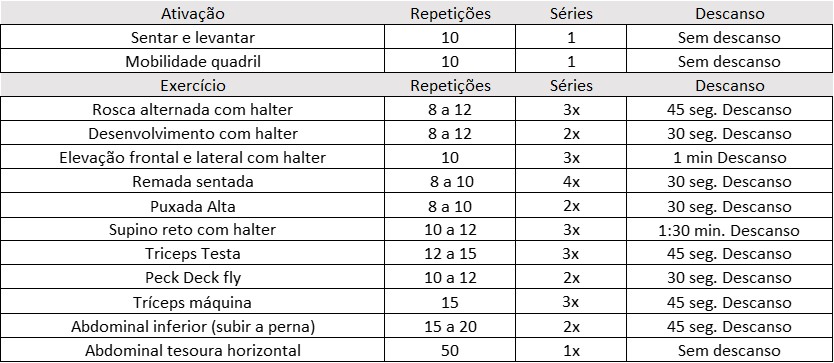 Ativação Repetições Séries Descanso
Sentar e levantar 10 1 Sem descanso
Mobilidade quadril 10 1 Sem descanso
Exercício Repetições Séries Descanso
Rosca alternada com halter 8 a 12 3x 45 seg. Descanso
Desenvolvimento com halter 8 a 12 2x 30 seg. Descanso
Elevação frontal e lateral com halter 10 3x 1 min Descanso
Remada sentada 8 a 10 4x 30 seg. Descanso
Puxada Alta 8 a 10 2x 30 seg. Descanso
Supino reto com halter 10 a 12 3x 1:30 min. Descanso
Triceps Testa 12 a 15 3x 45 seg. Descanso
Peck Deck fly 10 a 12 2x 30 seg. Descanso
Tríceps máquina 15 3x 45 seg. Descanso
Abdominal inferior (subir a perna) 15 a 20 2x 45 seg. Descanso
Abdominal tesoura horizontal 50 1x Sem descanso